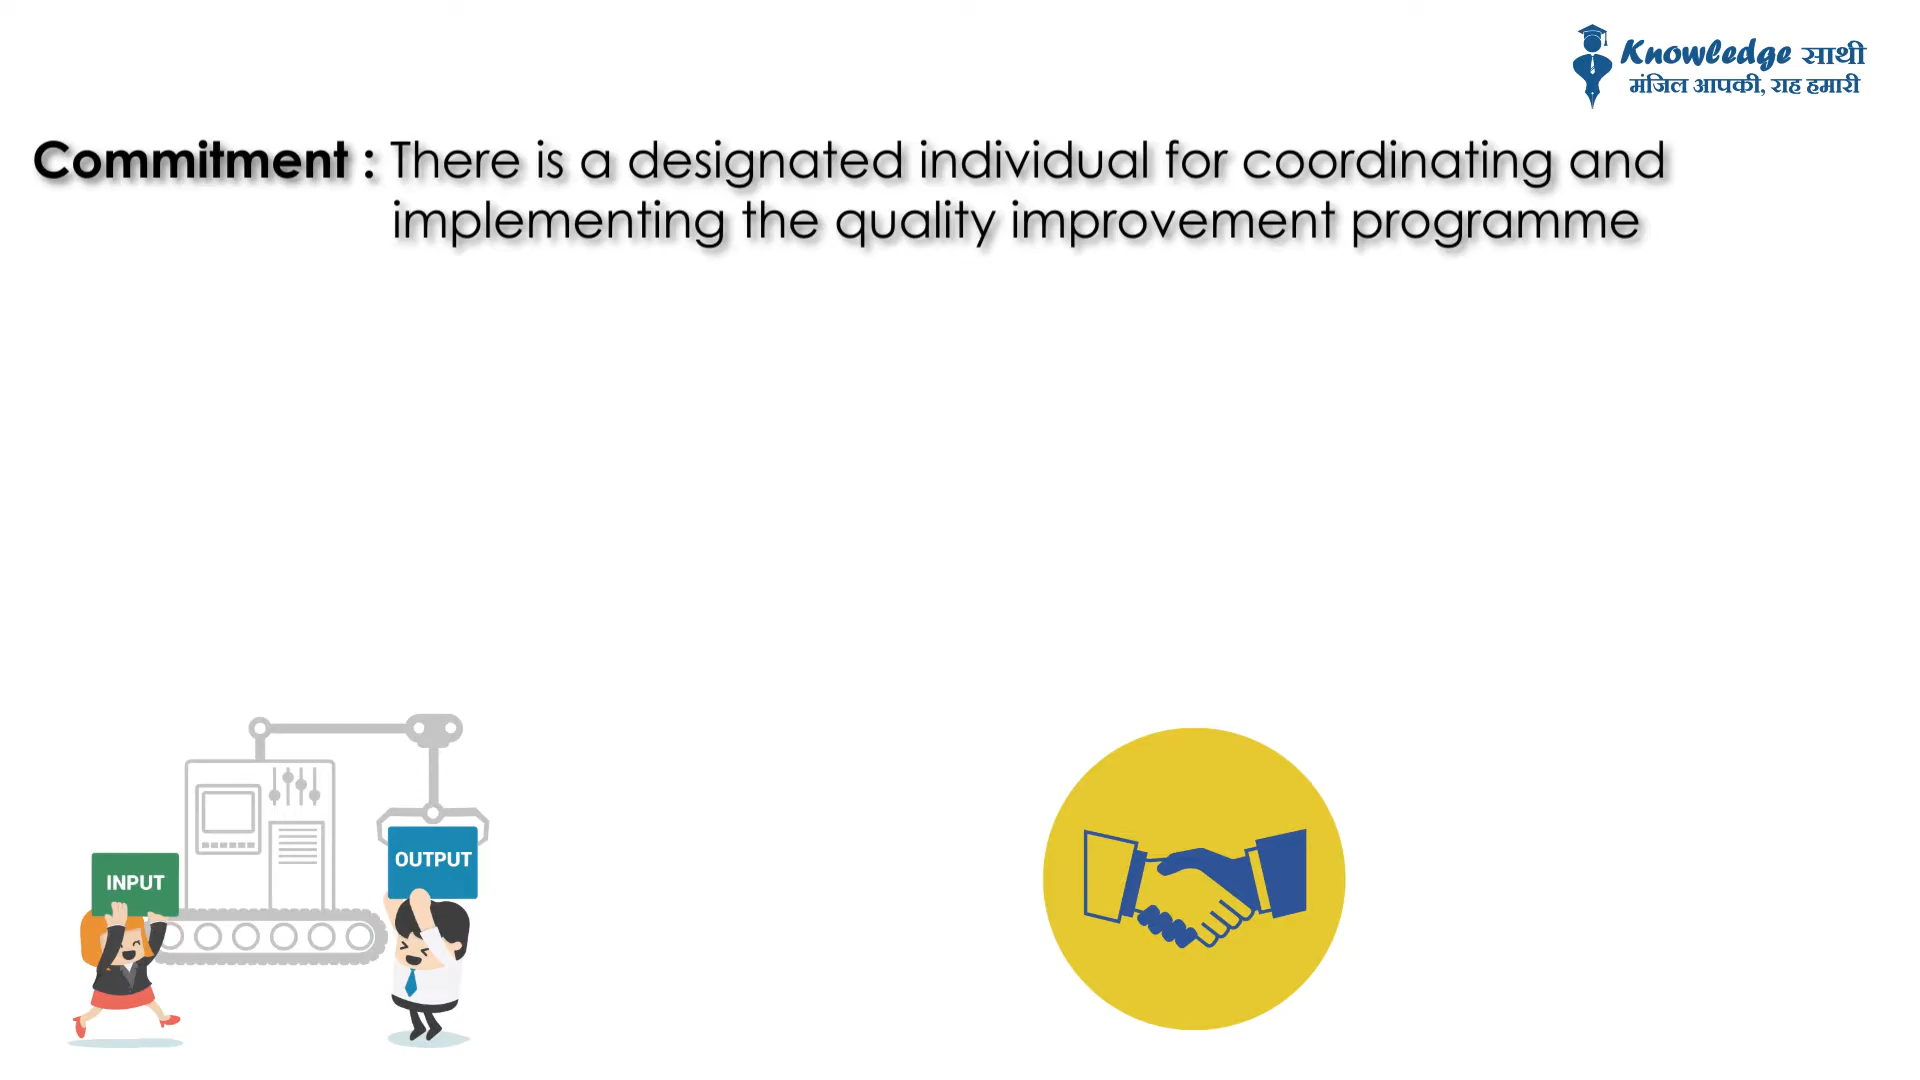 Knowledge साथी
मंजिल आपकी, राह हमारी
Commitment : There is a designated individual for coordinating and
implementing the quality improvement programme
INPUT
OUTPUT